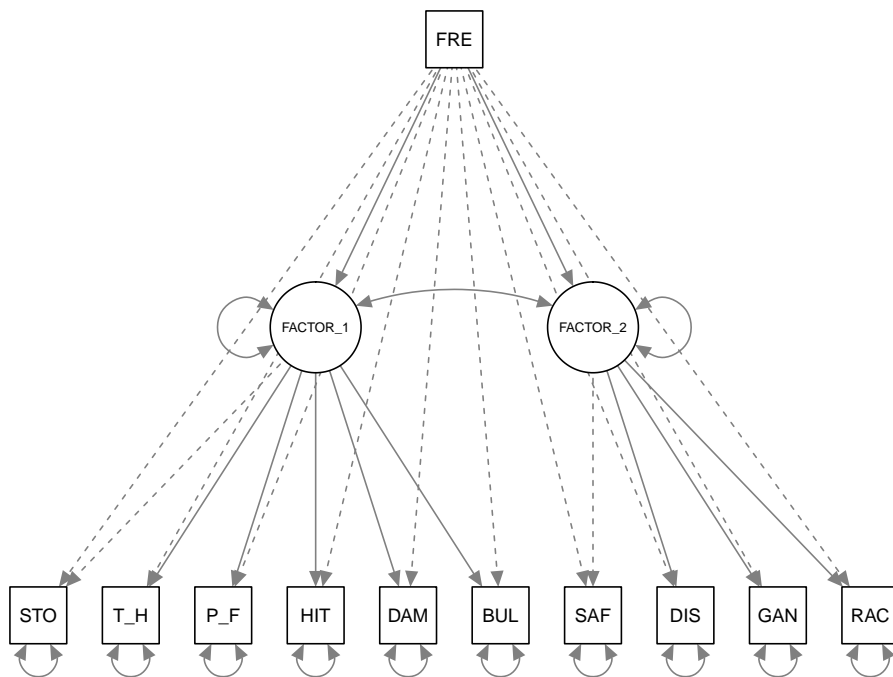 FRE
FACTOR_1 FACTOR_2
STO T_H P_F HIT DAM BUL SAF DIS GAN RAC